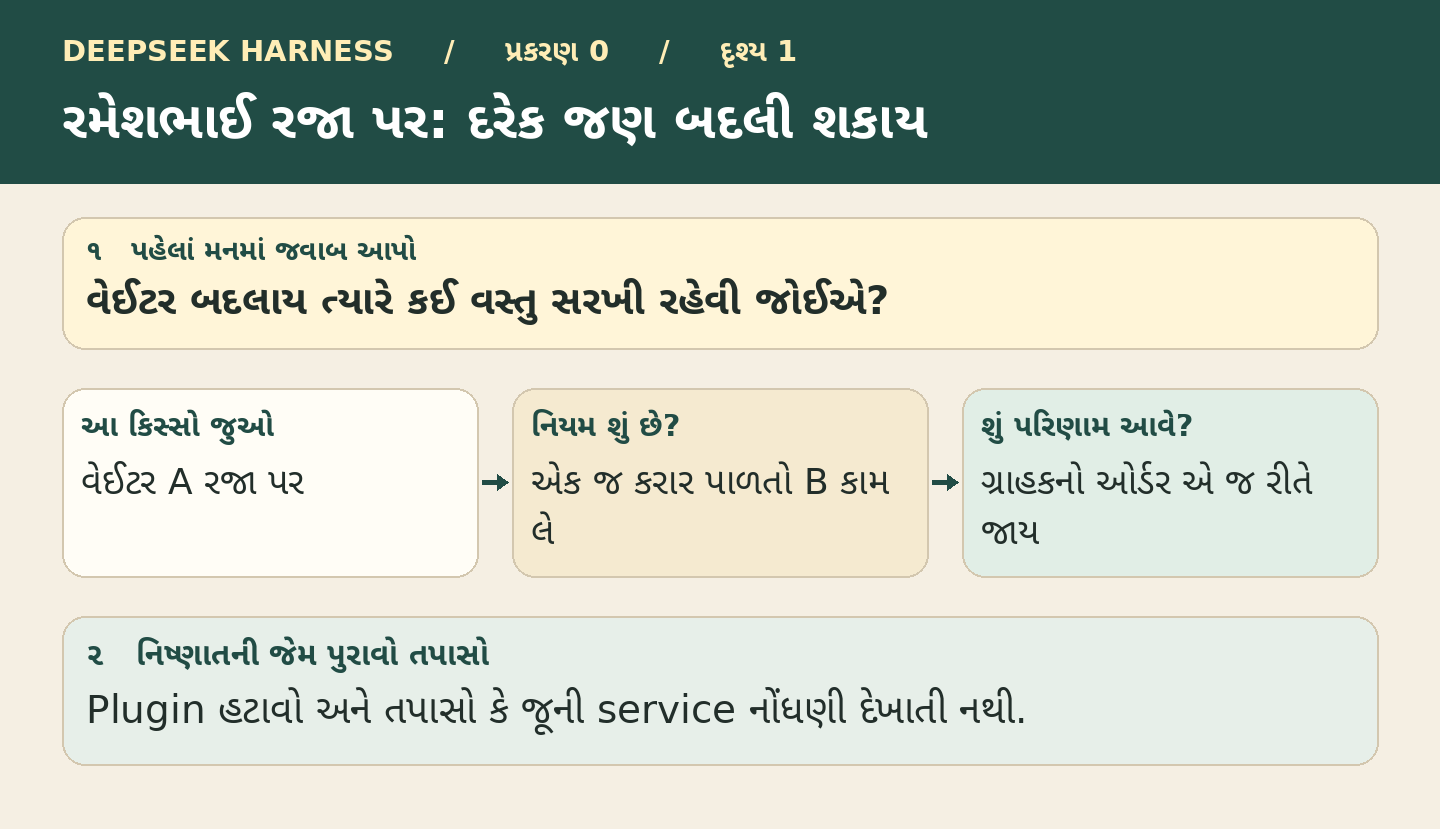 DEEPSEEK HARNESS / પ્રકરણ 0 / દૃશ્ય 1
રમેશભાઈ રજા પર: દરેક જણ બદલી શકાય
૧ પહેલાં મનમાં જવાબ આપો
વેઈટર બદલાય ત્યારે કઈ વસ્તુ સરખી રહેવી જોઈએ?
આ કિસ્સો જુઓ
વેઈટર A રજા પર
નિયમ શું છે?
એક જ કરાર પાળતો B કામ
લે
શું પરિણામ આવે?
ગ્રાહકનો ઓર્ડર એ જ રીતે
જાય
૨ નિષ્ણાતની જેમ પુરાવો તપાસો
Plugin હટાવો અને તપાસો કે જૂની service નોંધણી દેખાતી નથી.